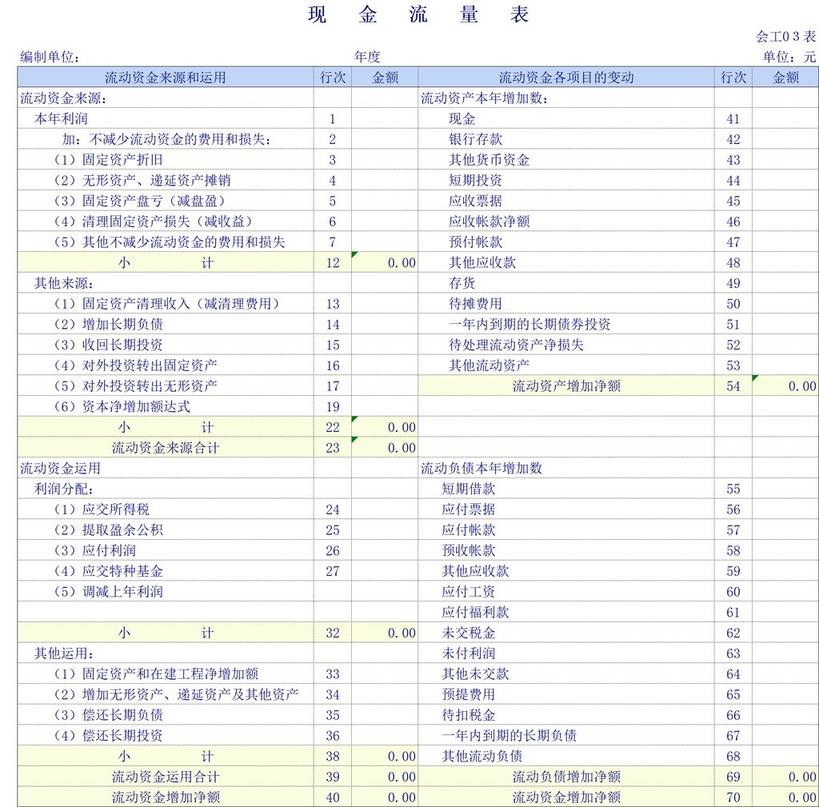 现 金 流 量 表
会工03表
编制单位： 年度 单位：元
流动资金来源和运用 行次 金额 流动资金各项目的变动 行次 金额
流动资金来源： 流动资产本年增加数：
本年利润 1 现金 41
加：不减少流动资金的费用和损失： 2 银行存款 42
（1）固定资产折旧 3 其他货币资金 43
（2）无形资产、递延资产摊销 4 短期投资 44
（3）固定资产盘亏（减盘盈） 5 应收票据 45
（4）清理固定资产损失（减收益） 6 应收帐款净额 46
（5）其他不减少流动资金的费用和损失 7 预付帐款 47
小 计 12 0.00 其他应收款 48
其他来源： 存货 49
（1）固定资产清理收入（减清理费用） 13 待摊费用 50
（2）增加长期负债 14 一年内到期的长期债券投资 51
（3）收回长期投资 15 待处理流动资产净损失 52
（4）对外投资转出固定资产 16 其他流动资产 53
（5）对外投资转出无形资产 17 流动资产增加净额 54 0.00
（6）资本净增加额达式 19
小 计 22 0.00
流动资金来源合计 23 0.00
流动资金运用 流动负债本年增加数
利润分配： 短期借款 55
（1）应交所得税 24 应付票据 56
（2）提取盈余公积 25 应付帐款 57
（3）应付利润 26 预收帐款 58
（4）应交特种基金 27 其他应收款 59
（5）调减上年利润 应付工资 60
应付福利款 61
小 计 32 0.00 未交税金 62
其他运用： 未付利润 63
（1）固定资产和在建工程净增加额 33 其他未交款 64
（2）增加无形资产、递延资产及其他资产 34 预提费用 65
（3）偿还长期负债 35 待扣税金 66
（4）偿还长期投资 36 一年内到期的长期负债 67
小 计 38 0.00 其他流动负债 68
流动资金运用合计 39 0.00 流动负债增加净额 69 0.00
流动资金增加净额 40 0.00 流动资金增加净额 70 0.00